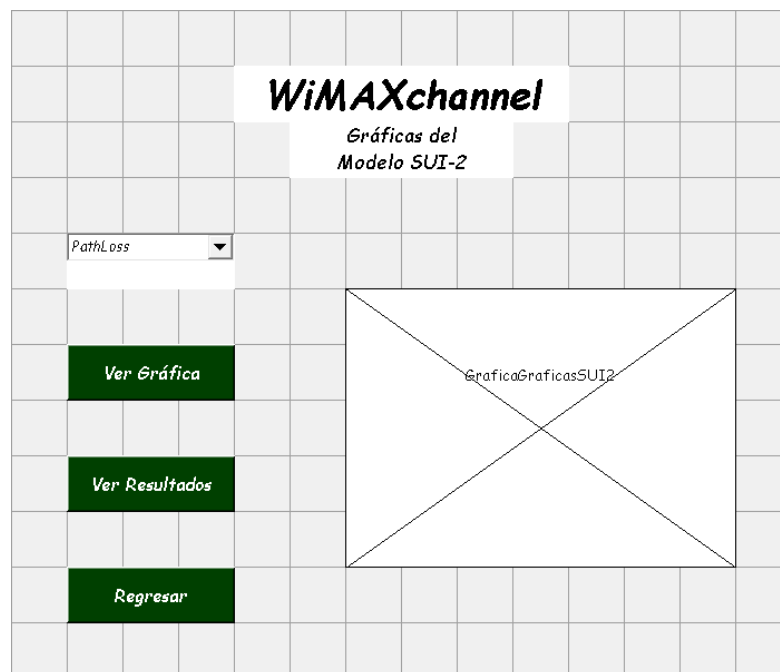 WiMAXchannel
Gráficas del
Modelo SUI-2
PathLoss
Ver Gráfica
GraficaGraficasSUI2
Ver Resultados
Regresar